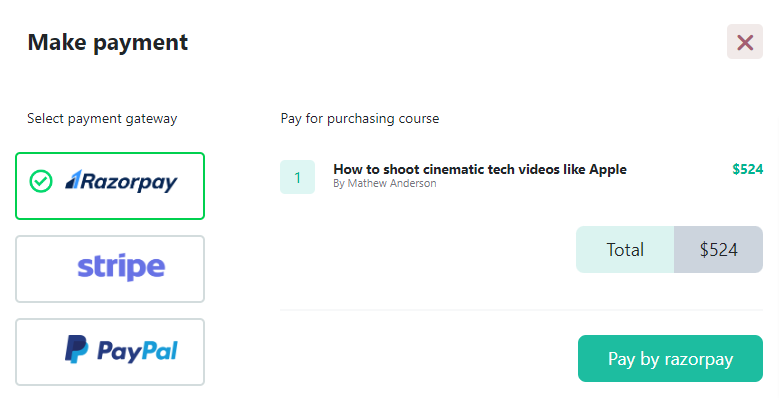 Make payment
Select payment gateway
Razorpay
stripe
PayPal
Pay for purchasing course
1
How to shoot cinematic tech videos like Apple
$524
By Mathew Anderson
Total $524
Pay by razorpay